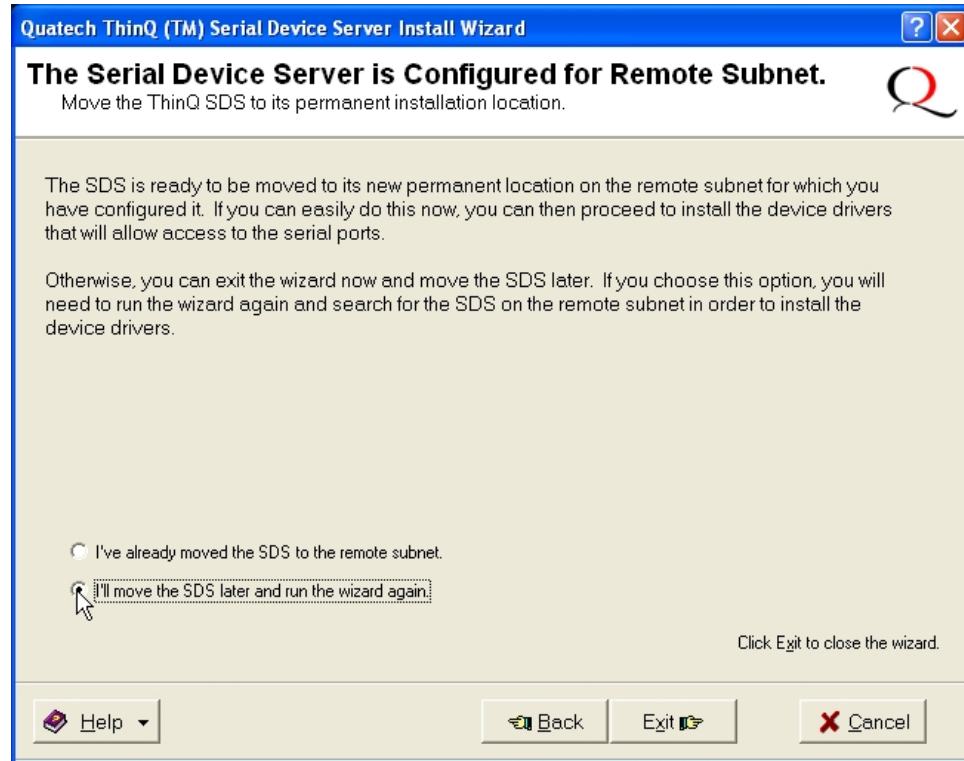 Quatech ThinQ (TM) Serial Device Server Install Wizard
The Serial Device Server is Configured for Remote Subnet.
Move the ThinQ SDS to its permanent installation location.
The SDS is ready to be moved to its new permanent location on the remote subnet for which you
have configured it. If you can easily do this now, you can then proceed to install the device drivers
that will allow access to the serial ports.
Otherwise, you can exit the wizard now and move the SDS later. If you choose this option, you will
need to run the wizard again and search for the SDS on the remote subnet in order to install the
device drivers.
I've already moved the SDS to the remote subnet.
I'll move the SDS later and run the wizard again.
Click Exit to close the wizard.
Help Back Exit Cancel